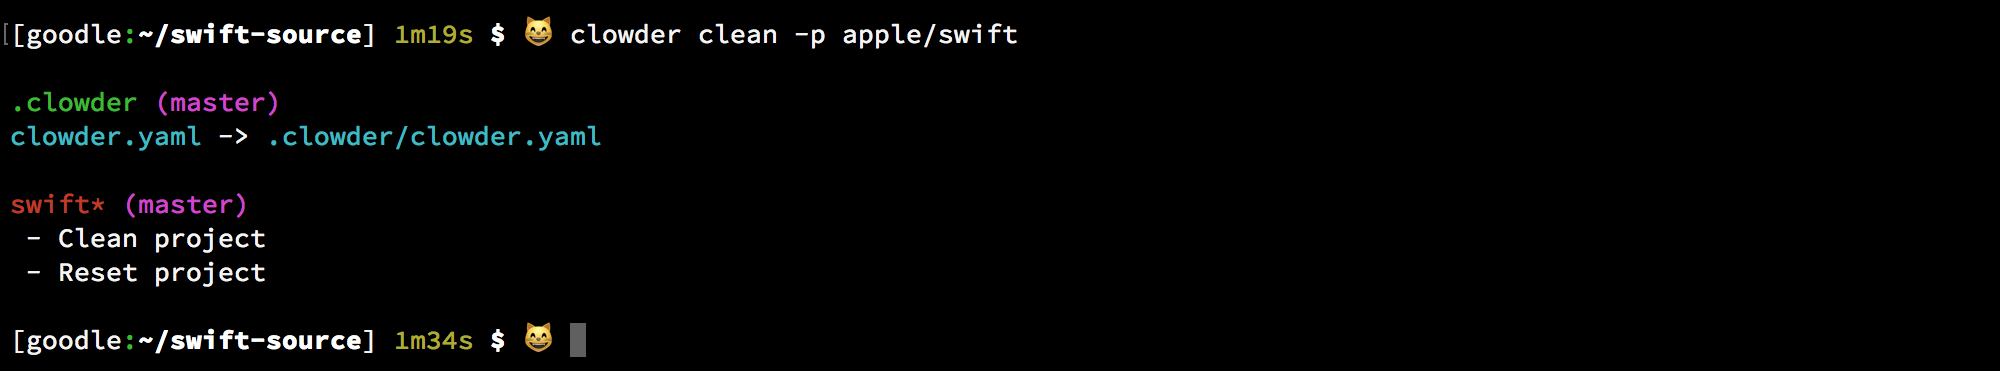 [[goodle:~/swift-source] 1m19s $ 😸 clowder clean -p apple/swift
.clowder (master)
clowder.yaml -> .clowder/clowder.yaml
swift* (master)
- Clean project
- Reset project
[goodle:~/swift-source] 1m34s $ 😸